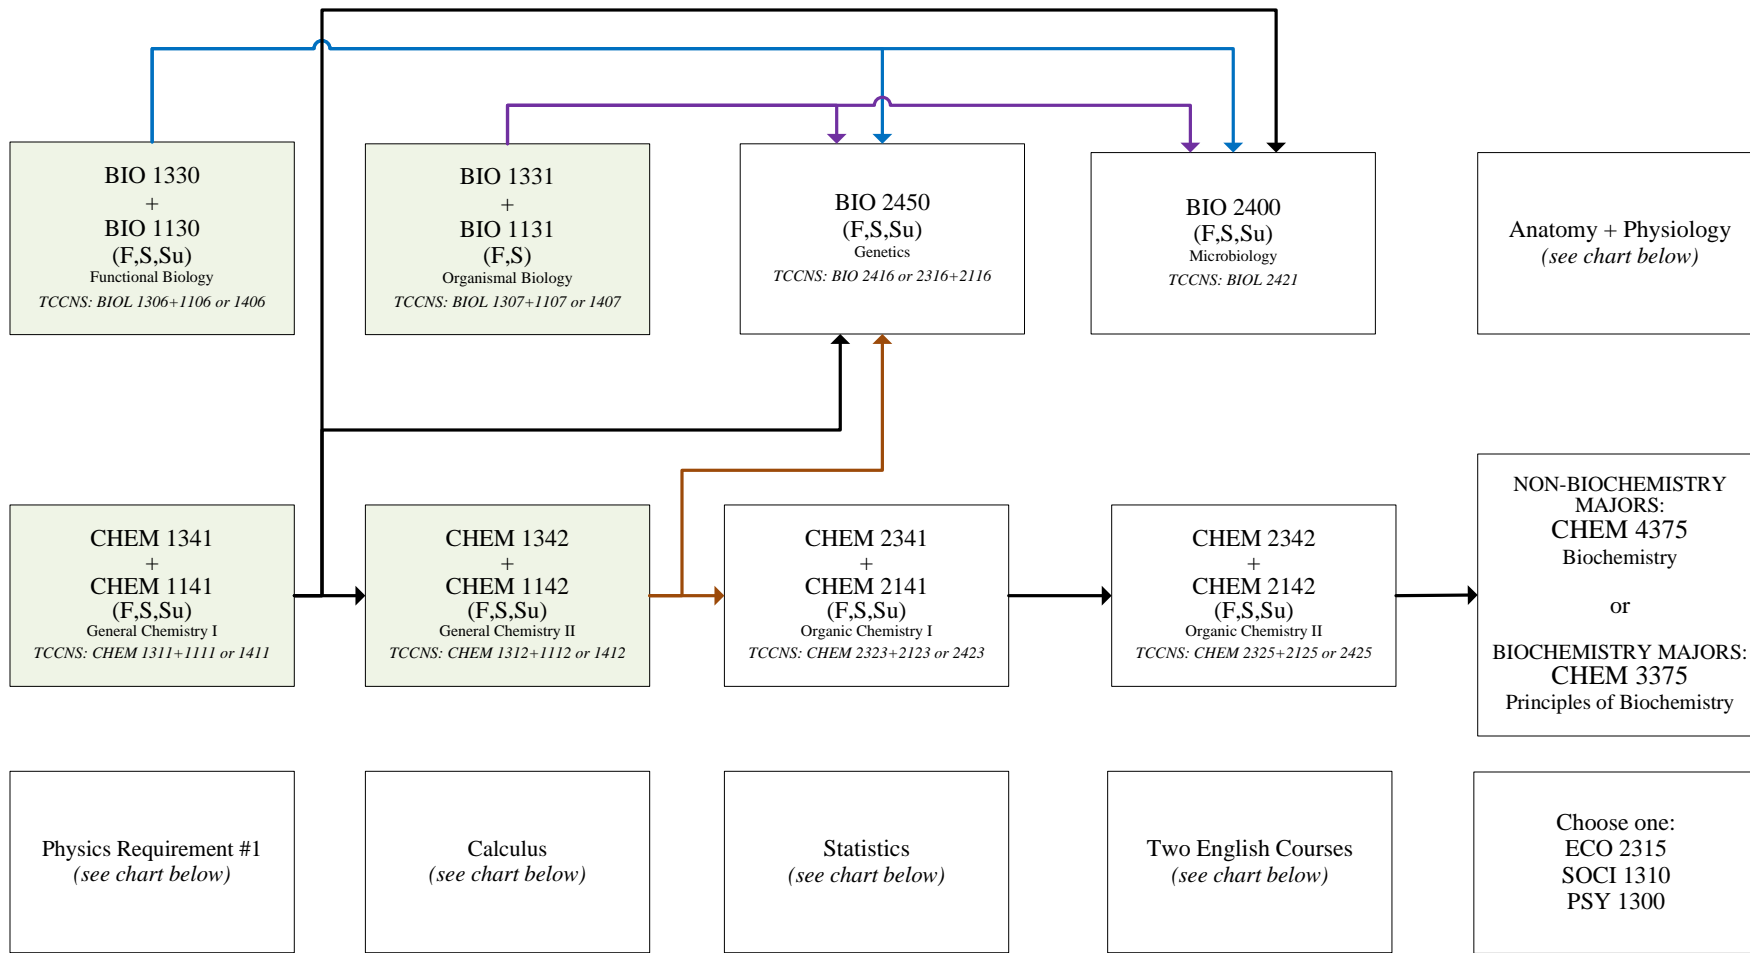 BIO 1330
+
BIO 1130
(F,S,Su)
Functional Biology
TCCNS: BIOL 1306+1106 or 1406
BIO 1331
+
BIO 1131
(F,S)
Organismal Biology
TCCNS: BIOL 1307+1107 or 1407
BIO 2450
(F,S,Su)
Genetics
TCCNS: BIO 2416 or 2316+2116
BIO 2400
(F,S,Su)
Microbiology
TCCNS: BIOL 2421
Anatomy + Physiology
(see chart below)
CHEM 1341
+
CHEM 1141
(F,S,Su)
General Chemistry I
TCCNS: CHEM 1311+1111 or 1411
CHEM 1342
+
CHEM 1142
(F,S,Su)
General Chemistry II
TCCNS: CHEM 1312+1112 or 1412
CHEM 2341
+
CHEM 2141
(F,S,Su)
Organic Chemistry I
TCCNS: CHEM 2323+2123 or 2423
CHEM 2342
+
CHEM 2142
(F,S,Su)
Organic Chemistry II
TCCNS: CHEM 2325+2125 or 2425
NON-BIOCHEMISTRY
MAJORS:
CHEM 4375
Biochemistry
or
BIOCHEMISTRY MAJORS:
CHEM 3375
Principles of Biochemistry
Physics Requirement #1
(see chart below)
Calculus
(see chart below)
Statistics
(see chart below)
Two English Courses
(see chart below)
Choose one:
ECO 2315
SOCI 1310
PSY 1300